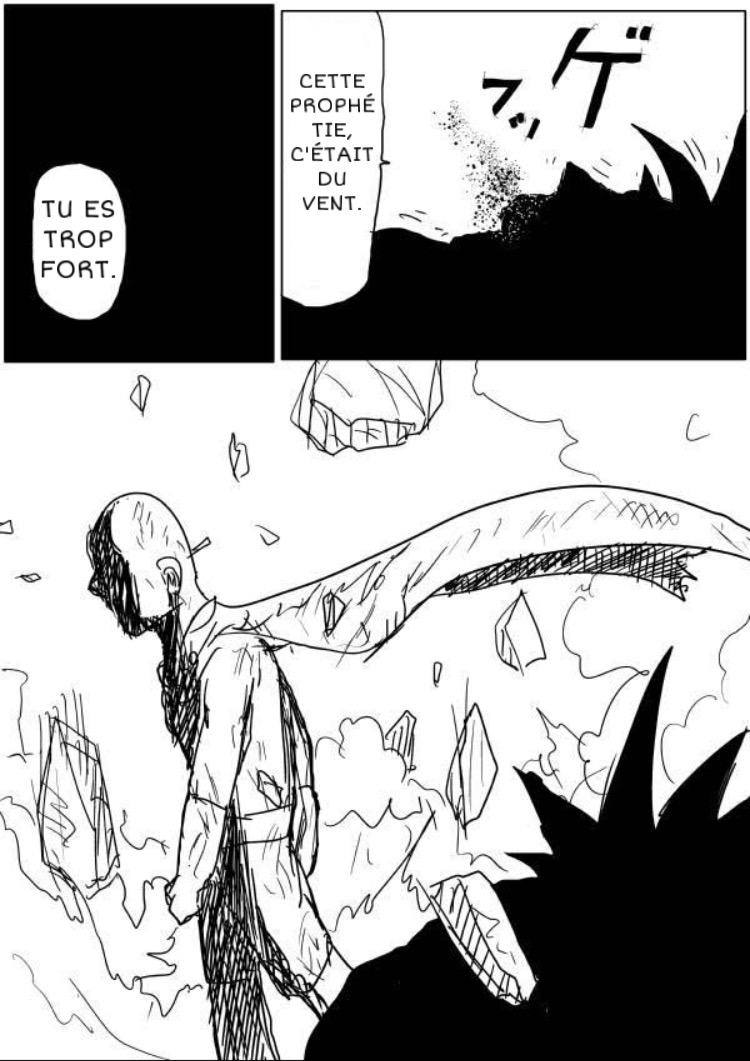 ゲブッ
CETTE
PROPHÉ
TIE,
C'ÉTAIT
DU
VENT.
TU ES
TROP
FORT.